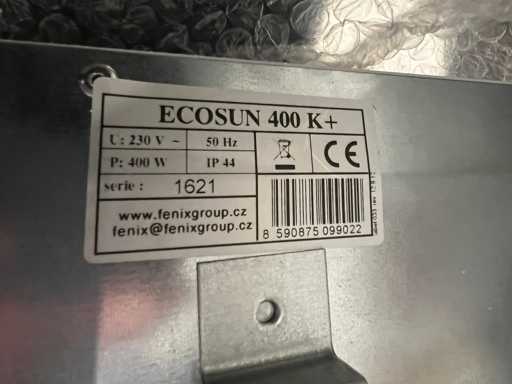 ECOSUN 400 K+
U: 230 V ~ 50 Hz
P: 400 W IP 44
serie : 1621
www.fenixgroup.cz
fenix@fenixgroup.cz
CE
8 590875 099022